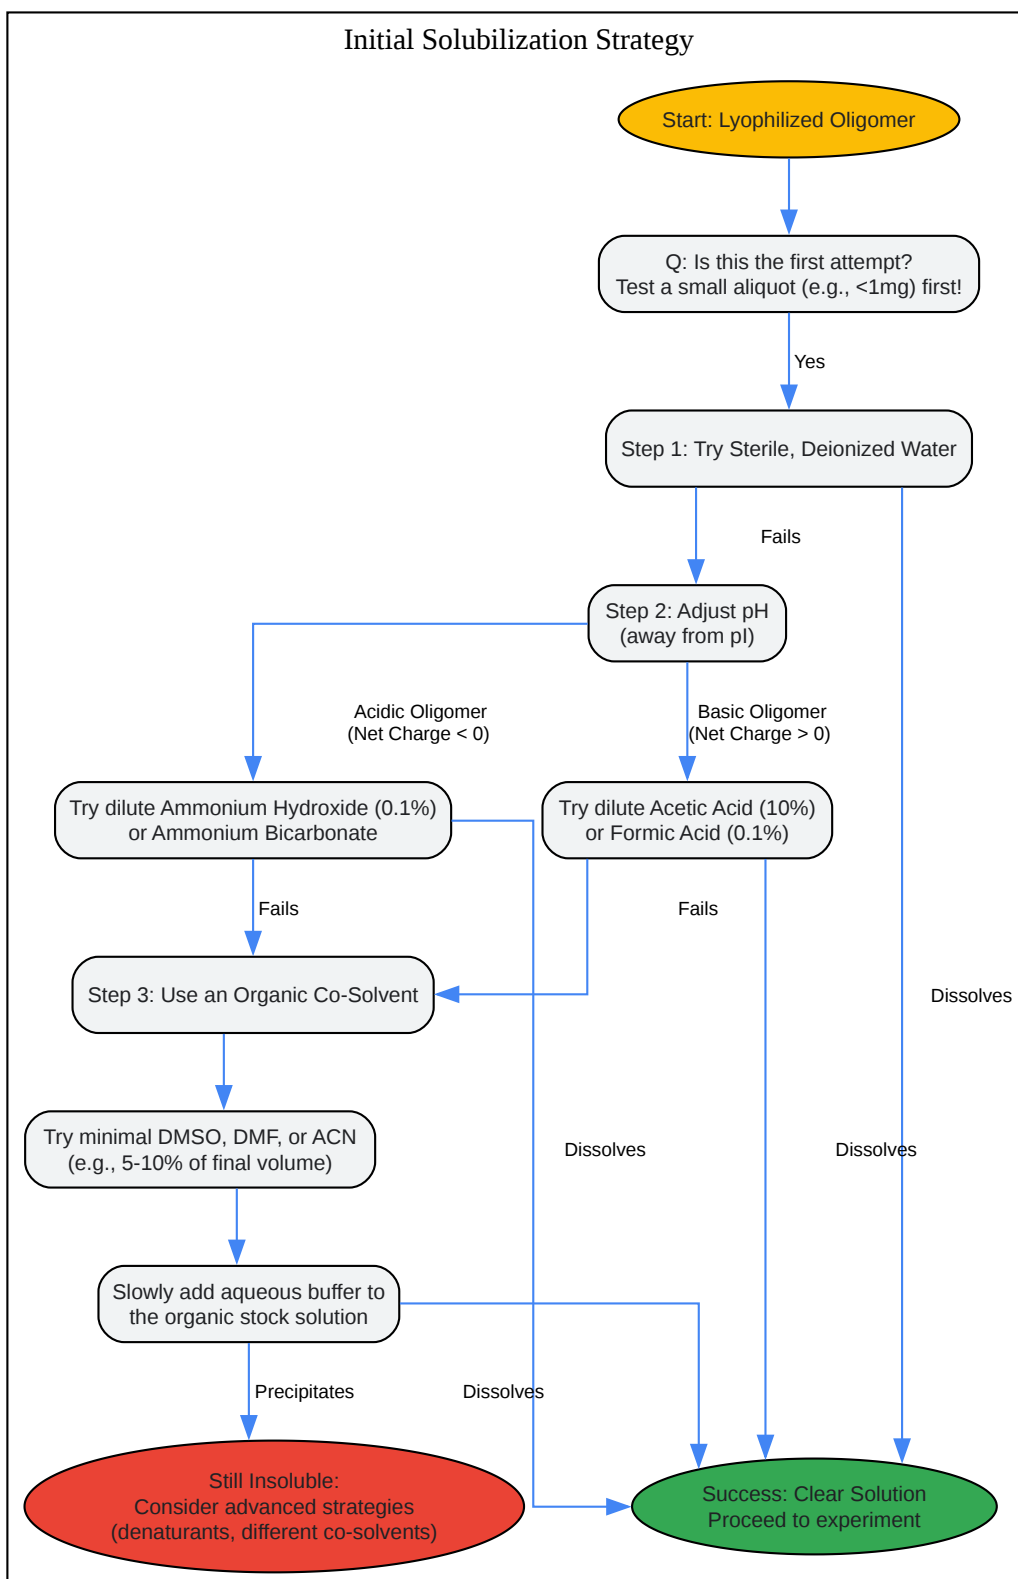 Initial Solubilization Strategy
Start: Lyophilized Oligomer
Q: Is this the first attempt?
Test a small aliquot (e.g., <1mg) first!
Yes
Step 1: Try Sterile, Deionized Water
Fails
Step 2: Adjust pH
(away from pI)
Acidic Oligomer
(Net Charge < 0)
Basic Oligomer
(Net Charge > 0)
Try dilute Ammonium Hydroxide (0.1%)
or Ammonium Bicarbonate
Try dilute Acetic Acid (10%)
or Formic Acid (0.1%)
Fails
Fails
Step 3: Use an Organic Co-Solvent
Dissolves
Try minimal DMSO, DMF, or ACN
(e.g., 5-10% of final volume)
Dissolves
Dissolves
Slowly add aqueous buffer to
the organic stock solution
Precipitates
Dissolves
Still Insoluble:
Consider advanced strategies
(denaturants, different co-solvents)
Success: Clear Solution
Proceed to experiment